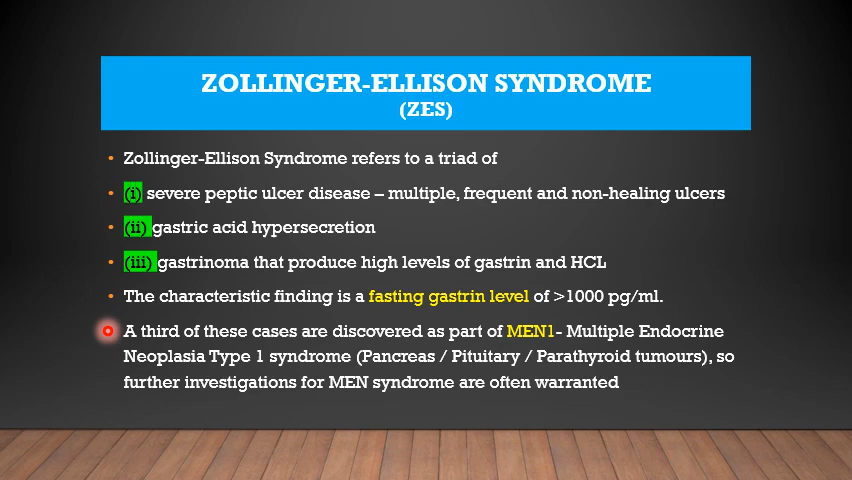 ZOLLINGER-ELLISON SYNDROME
(ZES)
• Zollinger-Ellison Syndrome refers to a triad of
• (i) severe peptic ulcer disease – multiple, frequent and non-healing ulcers
• (ii) gastric acid hypersecretion
• (iii) gastrinoma that produce high levels of gastrin and HCL
• The characteristic finding is a fasting gastrin level of >1000 pg/ml.
A third of these cases are discovered as part of MEN1- Multiple Endocrine
Neoplasia Type 1 syndrome (Pancreas / Pituitary / Parathyroid tumours), so
further investigations for MEN syndrome are often warranted